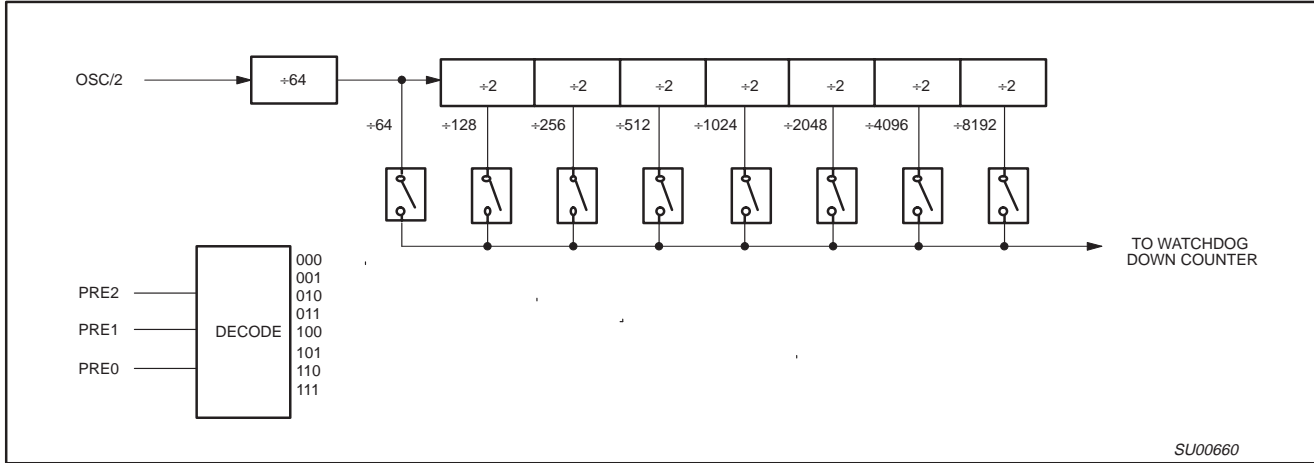 OSC/2
÷64
÷2 ÷2 ÷2 ÷2 ÷2 ÷2 ÷2
÷64 ÷128 ÷256 ÷512 ÷1024 ÷2048 ÷4096 ÷8192
TO WATCHDOG
DOWN COUNTER
PRE2
PRE1
PRE0
DECODE
000
001
010
011
100
101
110
111
SU00660